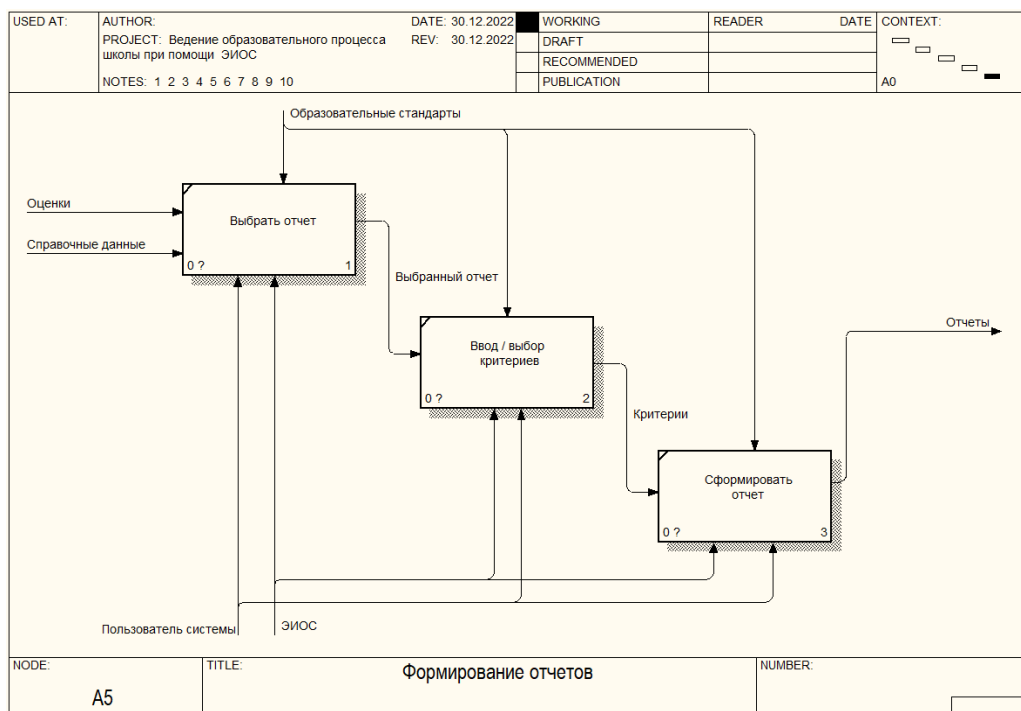 USED AT:
AUTHOR:
DATE: 30.12.2022
PROJECT: Ведение образовательного процесса
школы при помощи ЭИОС
REV: 30.12.2022
NOTES: 1 2 3 4 5 6 7 8 9 10
WORKING
DRAFT
RECOMMENDED
PUBLICATION
READER
DATE
CONTEXT:
A0
Образовательные стандарты
Оценки
Справочные данные
Выбрать отчет
0 ?
1
Выбранный отчет
Ввод / выбор
критериев
0 ?
2
Критерии
Отчеты
Сформировать
отчет
0 ?
3
Пользователь системы
ЭИОС
NODE:
A5
TITLE:
Формирование отчетов
NUMBER: